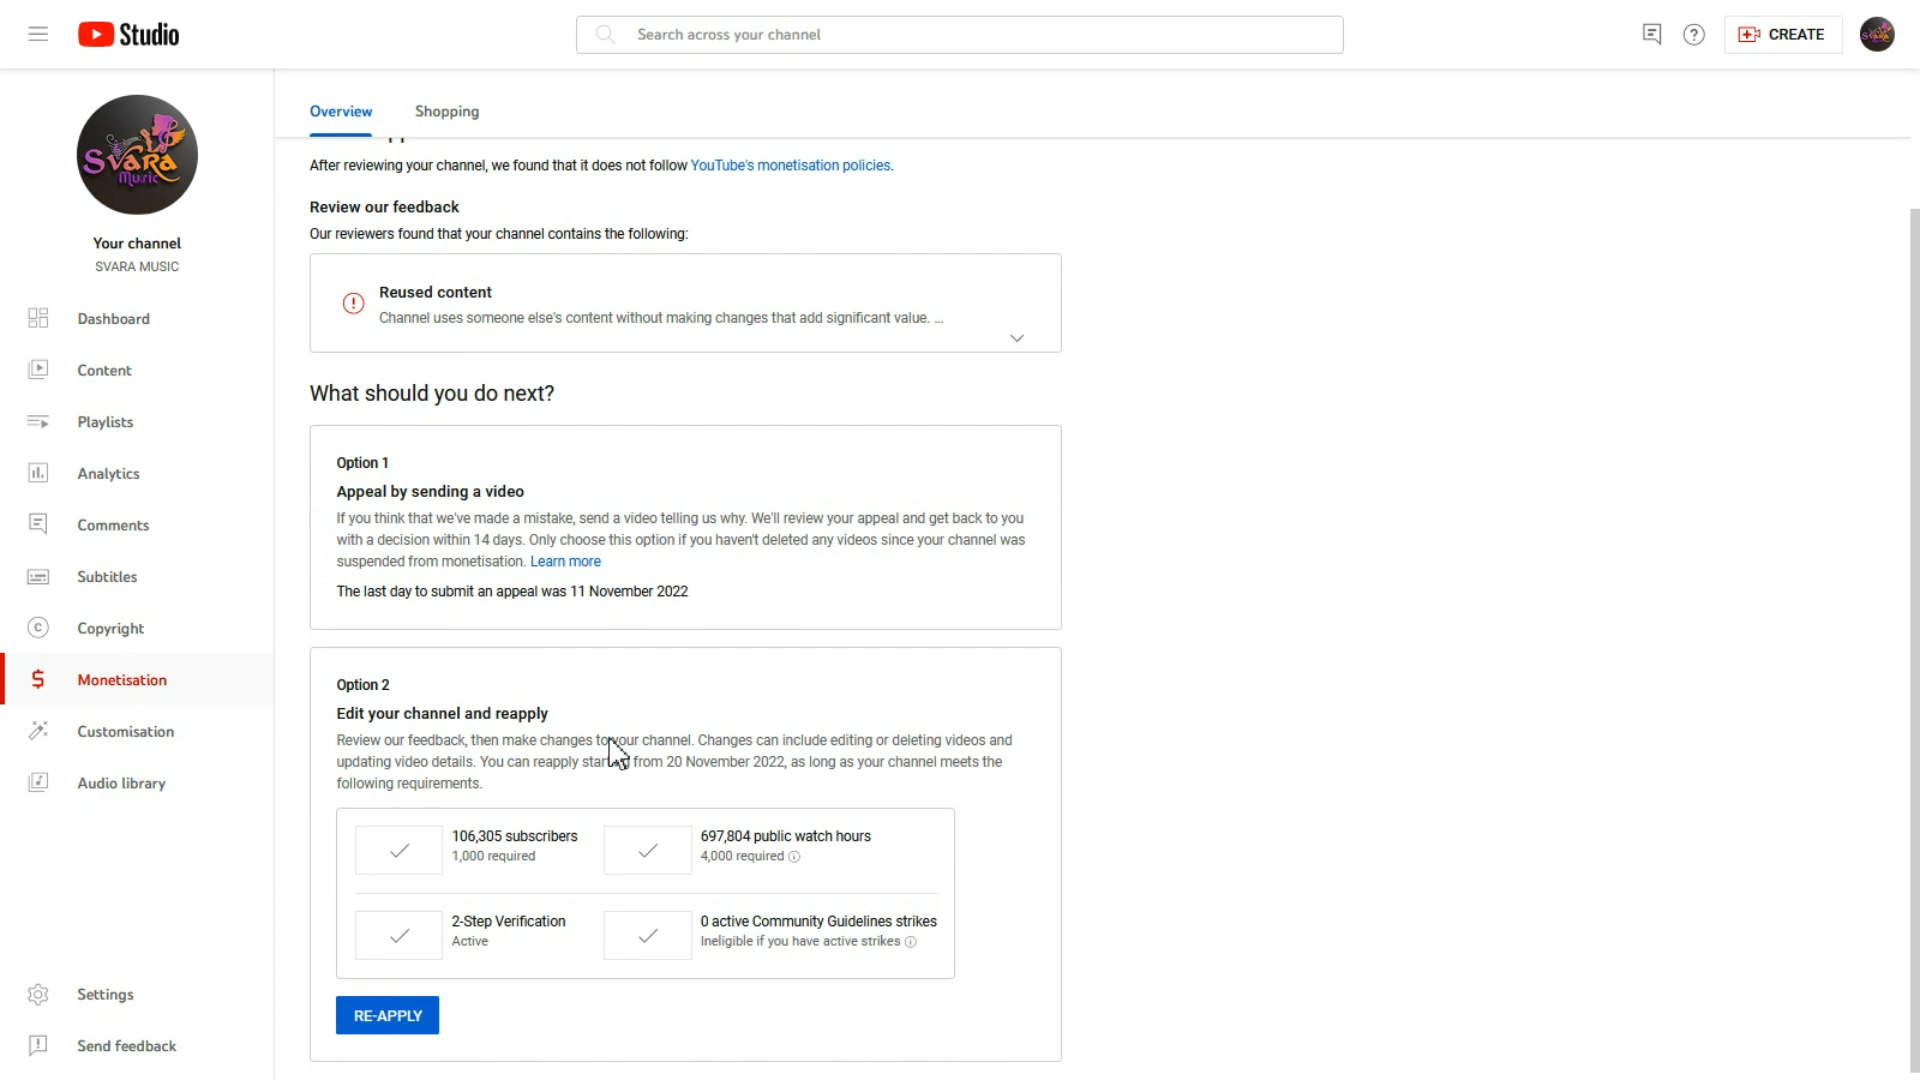 Studio
Search across your channel
CREATE
SVARA
Music
Your channel
SVARA MUSIC
Dashboard
Content
Playlists
Analytics
Comments
Subtitles
Copyright
Monetisation
Customisation
Audio library
Settings
Send feedback
Overview
Shopping
After reviewing your channel, we found that it does not follow YouTube's monetisation policies.
Review our feedback
Our reviewers found that your channel contains the following:
Reused content
Channel uses someone else's content without making changes that add significant value. ...
What should you do next?
Option 1
Appeal by sending a video
If you think that we've made a mistake, send a video telling us why. We'll review your appeal and get back to you
with a decision within 14 days. Only choose this option if you haven't deleted any videos since your channel was
suspended from monetisation. Learn more
The last day to submit an appeal was 11 November 2022
Option 2
Edit your channel and reapply
Review our feedback, then make changes to your channel. Changes can include editing or deleting videos and
updating video details. You can reapply from 20 November 2022, as long as your channel meets the
following requirements.
106,305 subscribers
1,000 required
697,804 public watch hours
4,000 required
2-Step Verification
Active
0 active Community Guidelines strikes
Ineligible if you have active strikes
RE-APPLY